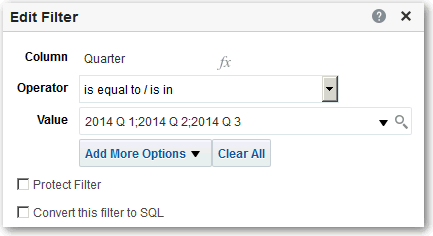 Edit Filter
Column Quarter fx
Operator is equal to / is in
Value 2014 Q 1;2014 Q 2;2014 Q 3
Add More Options Clear All
Protect Filter
Convert this filter to SQL